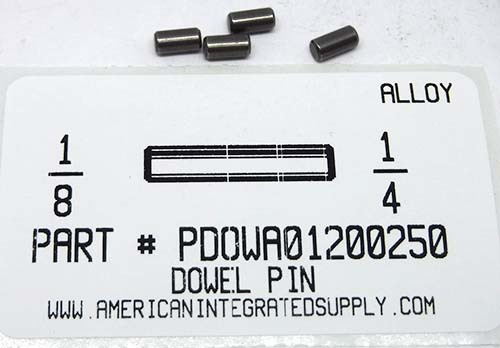 ALLOY
1/8
1/4
PART # PDOWA01200250
DOWEL PIN
WWW.AMERICANINTEGRATEDSUPPLY.COM